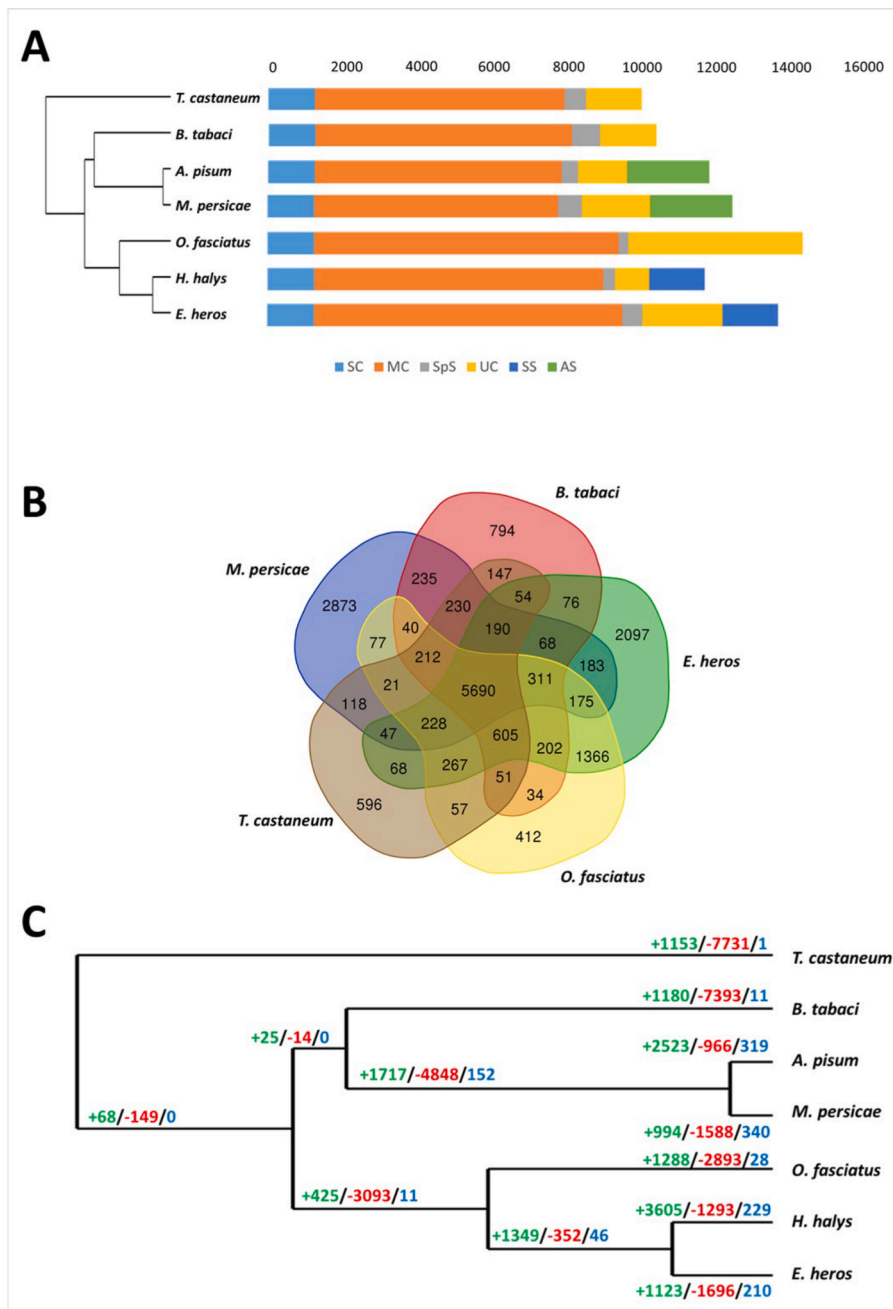 A
0 2000 4000 6000 8000 10000 12000 14000 16000
T. castaneum
B. tabaci
A. pisum
M. persicae
O. fasciatus
H. halys
E. heros
SC MC SpS UC SS AS
B
B. tabaci
M. persicae
E. heros
T. castaneum
O. fasciatus
794
147
235
54
76
230
2873
190
2097
40
68
77
212
183
311
5690
21
175
118
228
47
605
202
1366
68
267
51
34
596
57
412
C
+1153/-7731/1
T. castaneum
+1180/-7393/11
B. tabaci
+25/-14/0
+2523/-966/319
A. pisum
+1717/-4848/152
M. persicae
+68/-149/0
+994/-1588/340
+1288/-2893/28
O. fasciatus
+425/-3093/11
+3605/-1293/229
H. halys
+1349/-352/46
E. heros
+1123/-1696/210